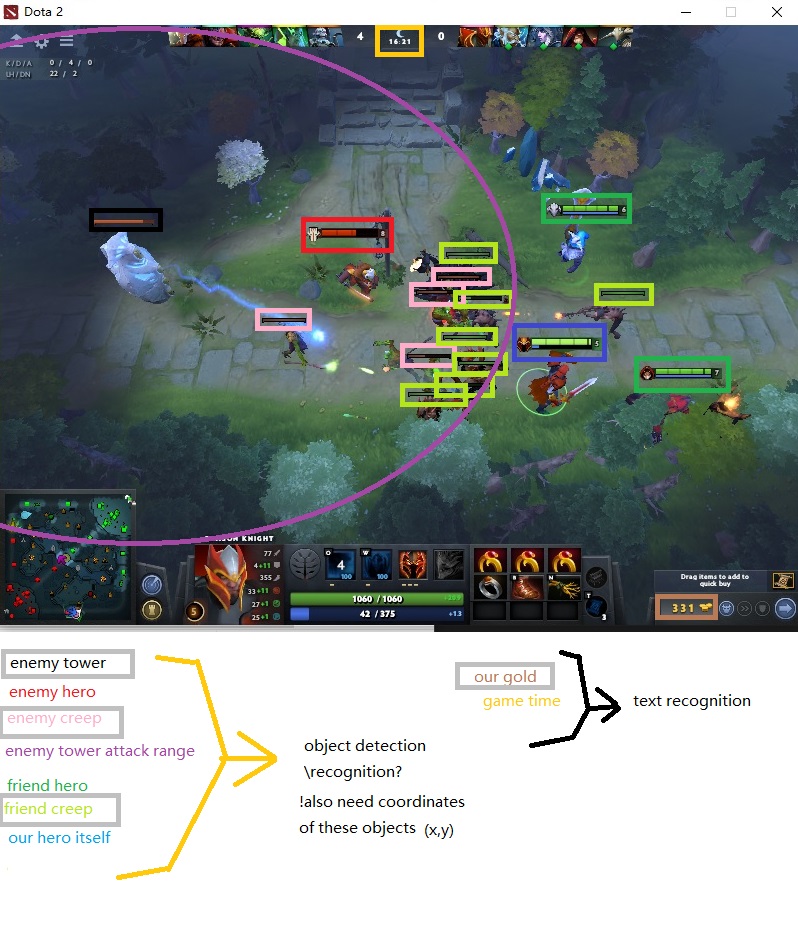 Dota 2
4
16:21
0
K/D/A 0 / 4 / 0
LH/DN 22 / 2
8
6
5
7
KNIGHT
77
4+11
355
33+11
27+1
25+1
5
O
4
100
W
100
1060 / 1060
42 / 375
+1.3
T
3
Drag items to add to
quick buy
331
enemy tower
enemy hero
enemy creep
enemy tower attack range
friend hero
friend creep
our hero itself
object detection
\recognition?
!also need coordinates
of these objects (x,y)
our gold
game time
text recognition